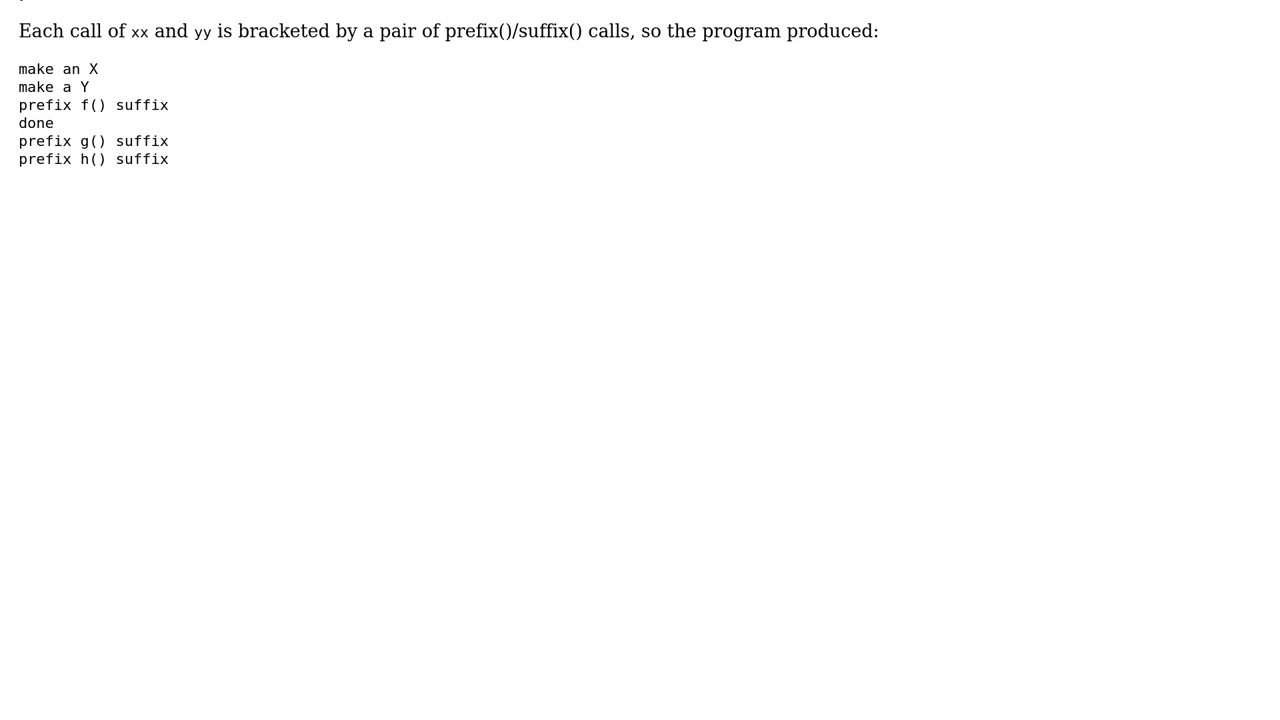 Each call of xx and yy is bracketed by a pair of prefix()/suffix() calls, so the program produced:
make an X
make a Y
prefix f() suffix
done
prefix g() suffix
prefix h() suffix